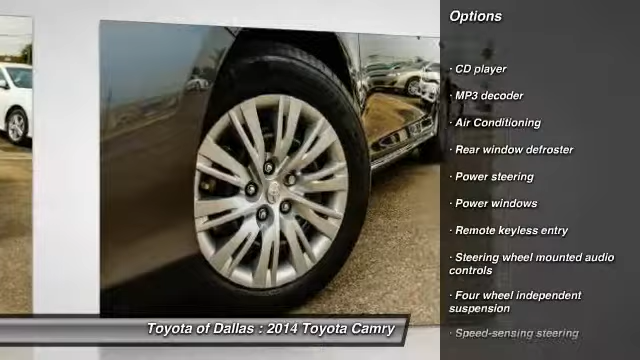 Options
· CD player
· MP3 decoder
· Air Conditioning
· Rear window defroster
· Power steering
· Power windows
· Remote keyless entry
· Steering wheel mounted audio
controls
· Four wheel independent
suspension
· Speed-sensing steering
Toyota of Dallas : 2014 Toyota Camry